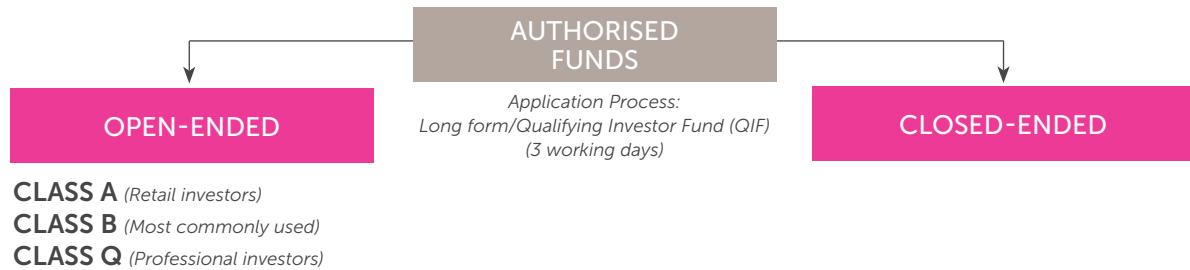 AUTHORISED
FUNDS
OPEN-ENDED
Application Process:
Long form/Qualifying Investor Fund (QIF)
(3 working days)
CLOSED-ENDED
CLASS A (Retail investors)
CLASS B (Most commonly used)
CLASS Q (Professional investors)